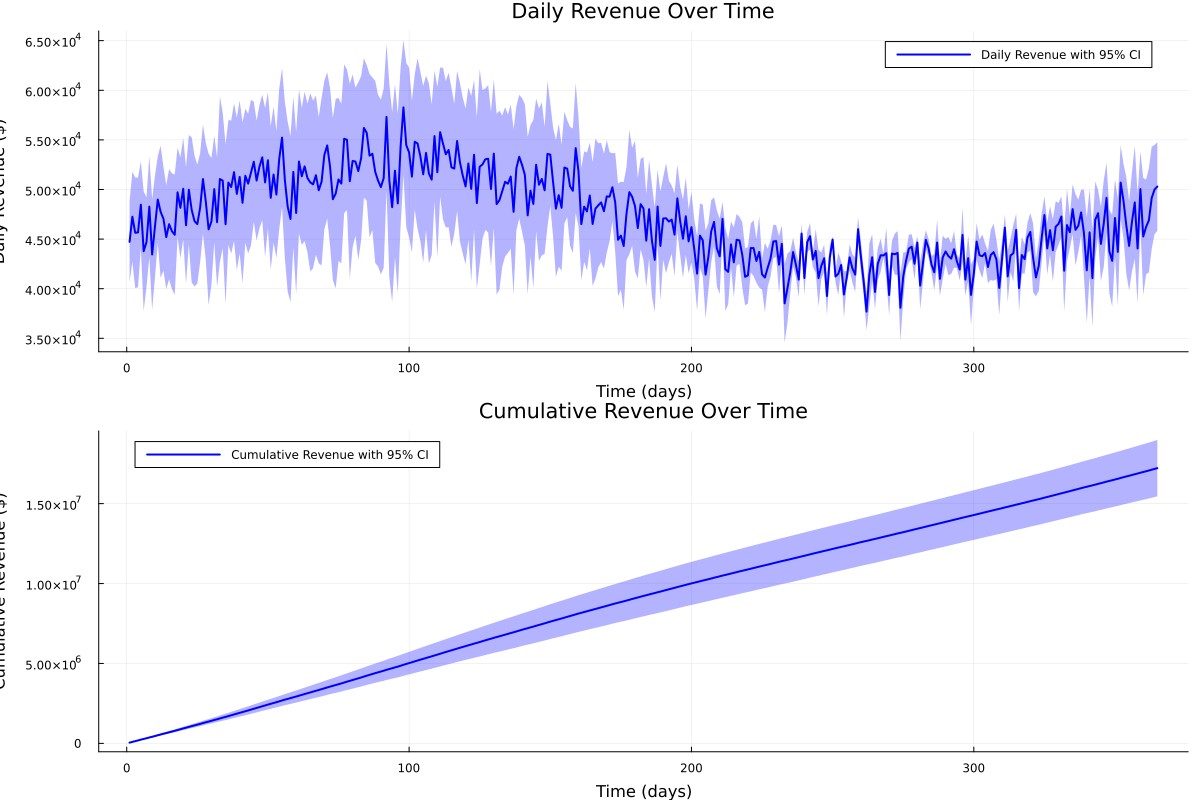 Daily Revenue Over Time
Daily Revenue ($)
6.50×10⁴
6.00×10⁴
5.50×10⁴
5.00×10⁴
4.50×10⁴
4.00×10⁴
3.50×10⁴
Daily Revenue with 95% CI
0 100 200 300
Time (days)
Cumulative Revenue Over Time
Cumulative Revenue ($)
1.50×10⁷
1.00×10⁷
5.00×10⁶
0
Cumulative Revenue with 95% CI
0 100 200 300
Time (days)